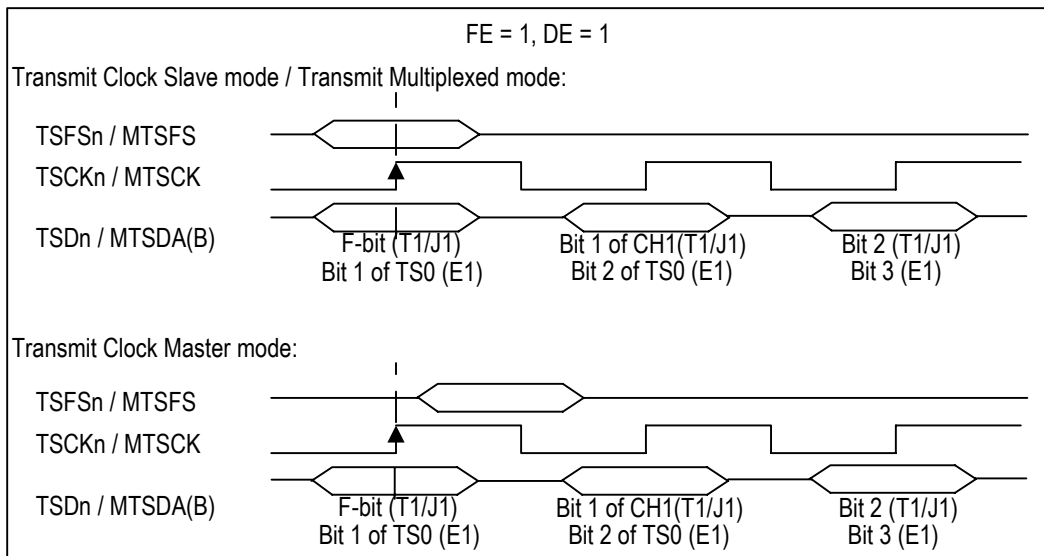 FE = 1, DE = 1
Transmit Clock Slave mode / Transmit Multiplexed mode:
TSFSn / MTSFS
TSCKn / MTSCK
TSDn / MTSDA(B)
F-bit (T1/J1)
Bit 1 of TS0 (E1)
Bit 1 of CH1(T1/J1)
Bit 2 of TS0 (E1)
Bit 2 (T1/J1)
Bit 3 (E1)
Transmit Clock Master mode:
TSFSn / MTSFS
TSCKn / MTSCK
TSDn / MTSDA(B)
F-bit (T1/J1)
Bit 1 of TS0 (E1)
Bit 1 of CH1(T1/J1)
Bit 2 of TS0 (E1)
Bit 2 (T1/J1)
Bit 3 (E1)